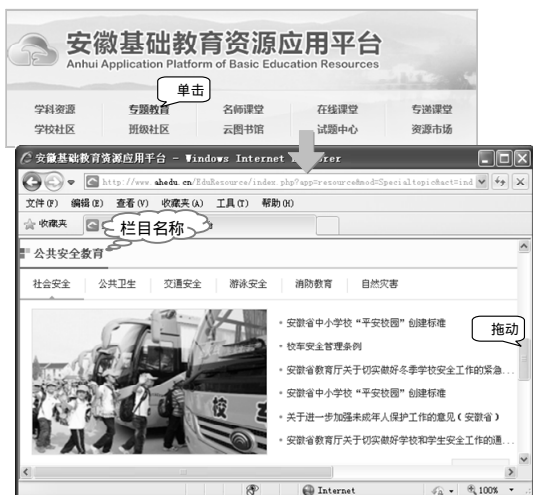 安徽基础教育资源应用平台
Anhui Application Platform of Basic Education Resources
单击
学科资源 专题教育 名师课堂 在线课堂 专递课堂
学校社区 班级社区 云图书馆 试题中心 资源市场
安徽基础教育资源应用平台 - Windows Internet
http://www.ahedu.cn/EduResource/index.php?app=resource&mod=Specialtopic&act=ind
文件(F) 编辑(E) 查看(V) 收藏夹(A) 工具(T) 帮助(H)
收藏夹
栏目名称
公共安全教育
社会安全 公共卫生 交通安全 游泳安全 消防教育 自然灾害
安徽省中小学校“平安校园”创建标准
拖动
校车安全管理条例
安徽省教育厅关于切实做好冬季学校安全工作的紧急...
安徽省中小学校“平安校园”创建标准
关于进一步加强未成年人保护工作的意见(安徽省)
安徽省教育厅关于切实做好学校和学生安全工作的通...
校 车
Internet 100%